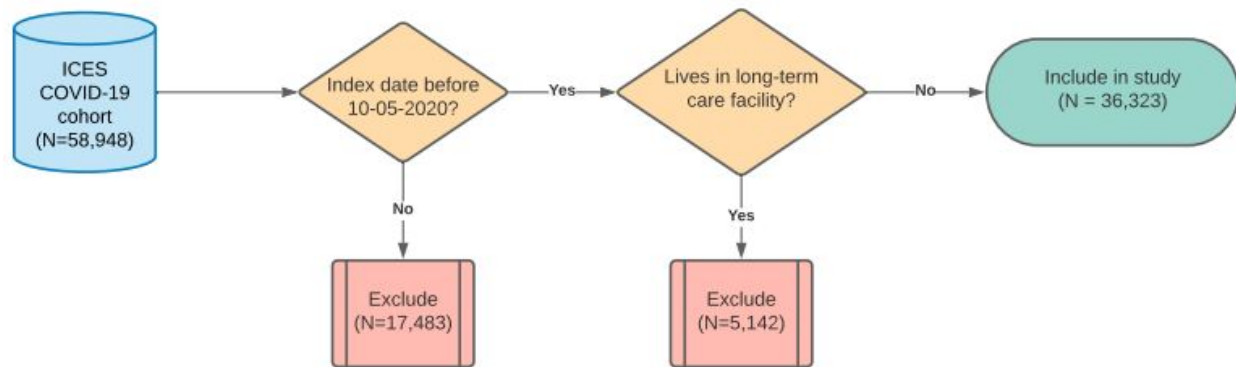 ICES
COVID-19
cohort
(N=58,948)
Index date before
10-05-2020?
Yes
Lives in long-term
care facility?
No
Include in study
(N = 36,323)
No
Yes
Exclude
(N=17,483)
Exclude
(N=5,142)